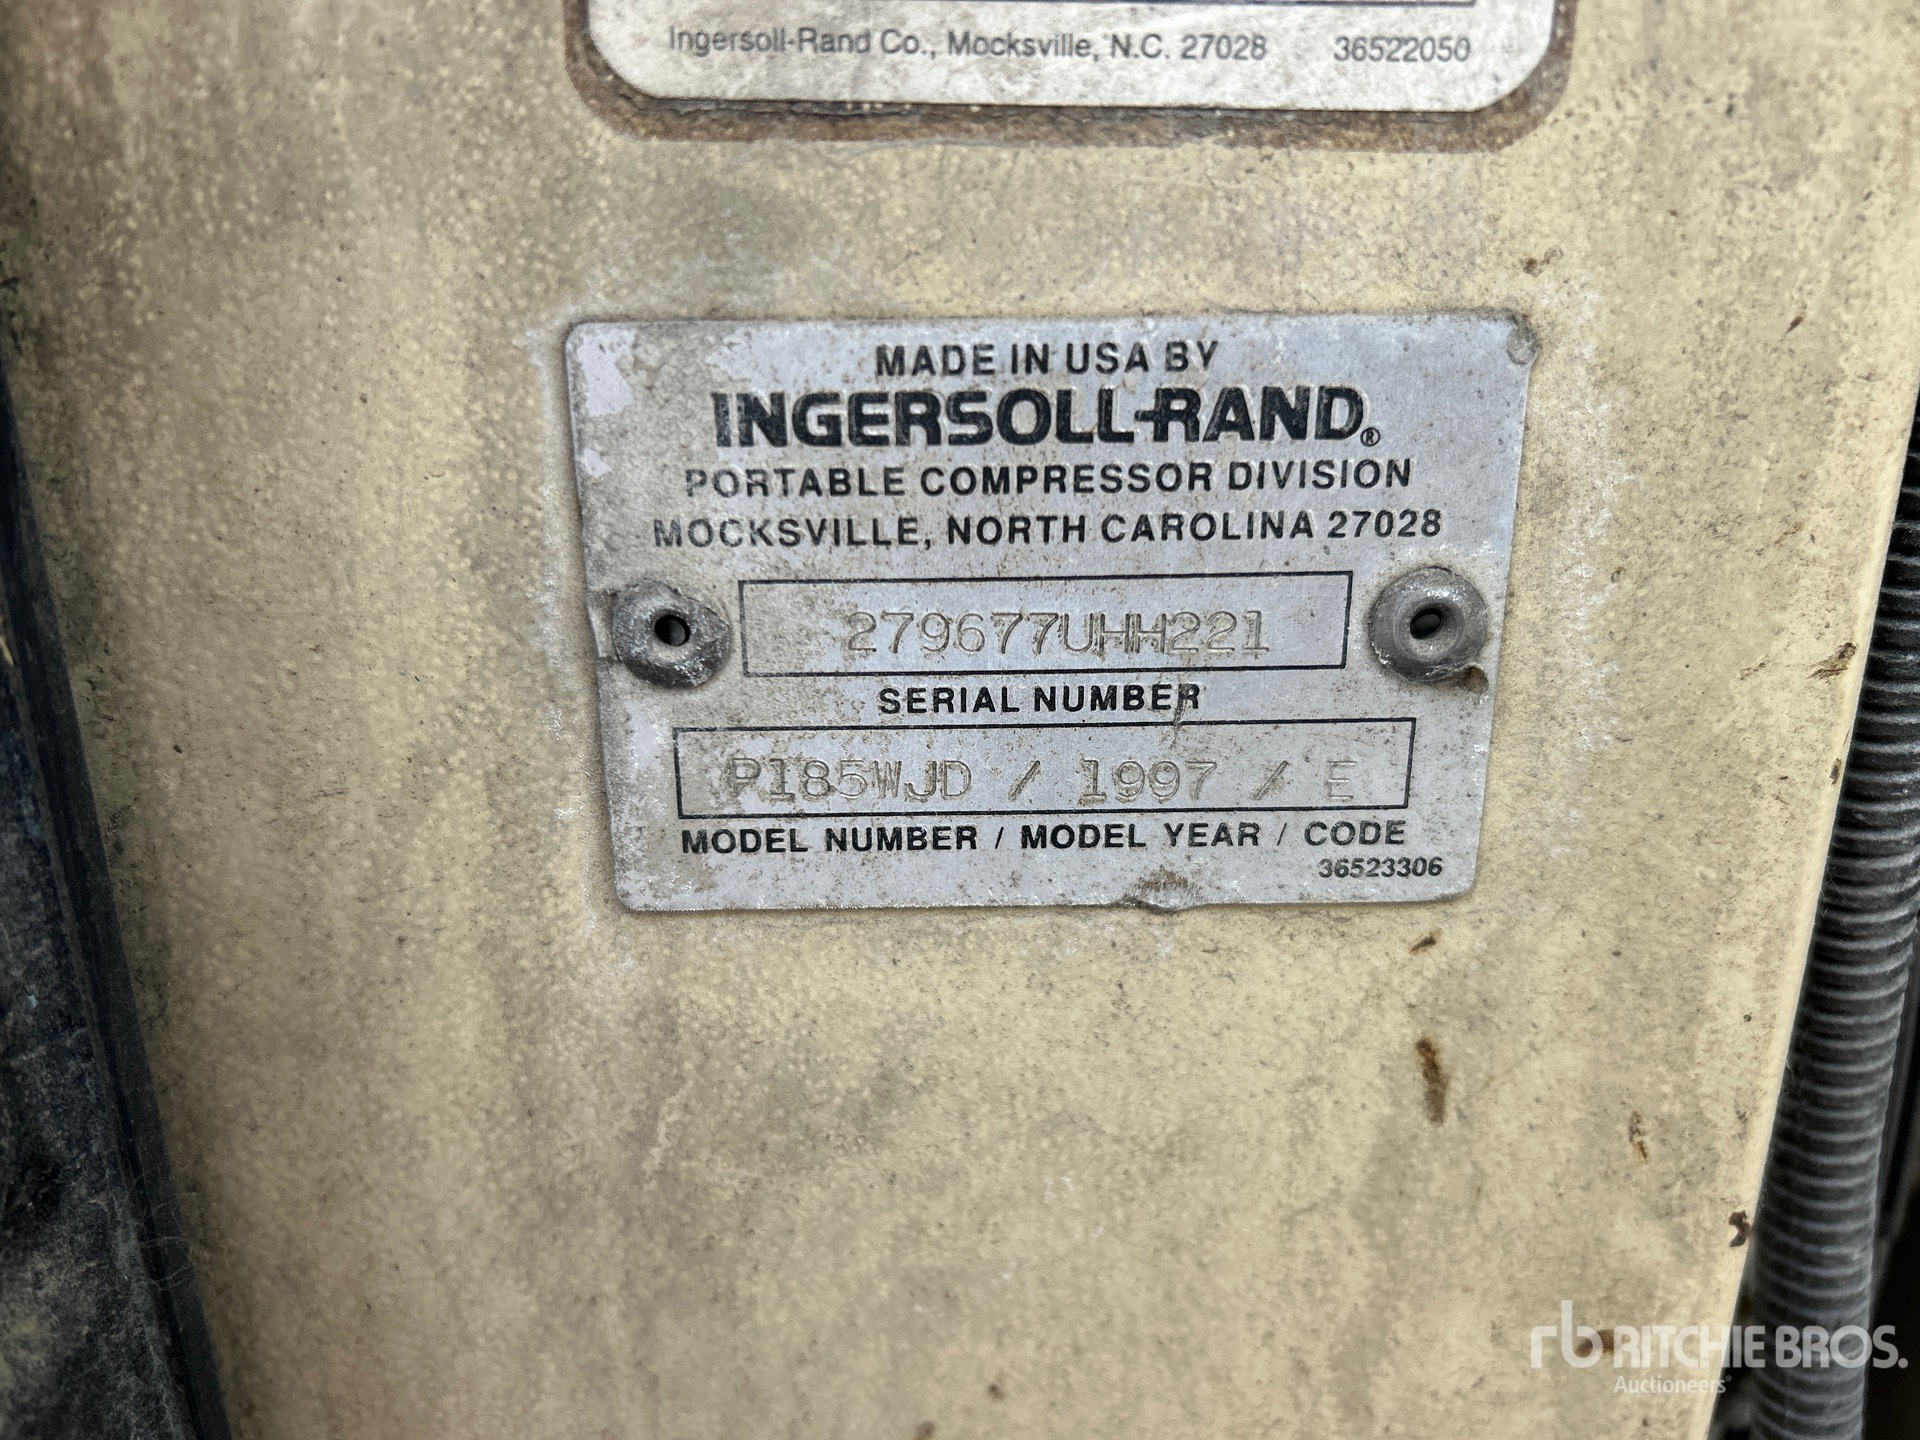 Ingersoll-Rand Co., Mocksville, N.C. 27028 36522050
MADE IN USA BY
INGERSOLL-RAND®
PORTABLE COMPRESSOR DIVISION
MOCKSVILLE, NORTH CAROLINA 27028
279677UHH221
SERIAL NUMBER
P185WJD / 1997 / E
MODEL NUMBER / MODEL YEAR / CODE
36523306
rb RITCHIE BROS.
Auctioneers®